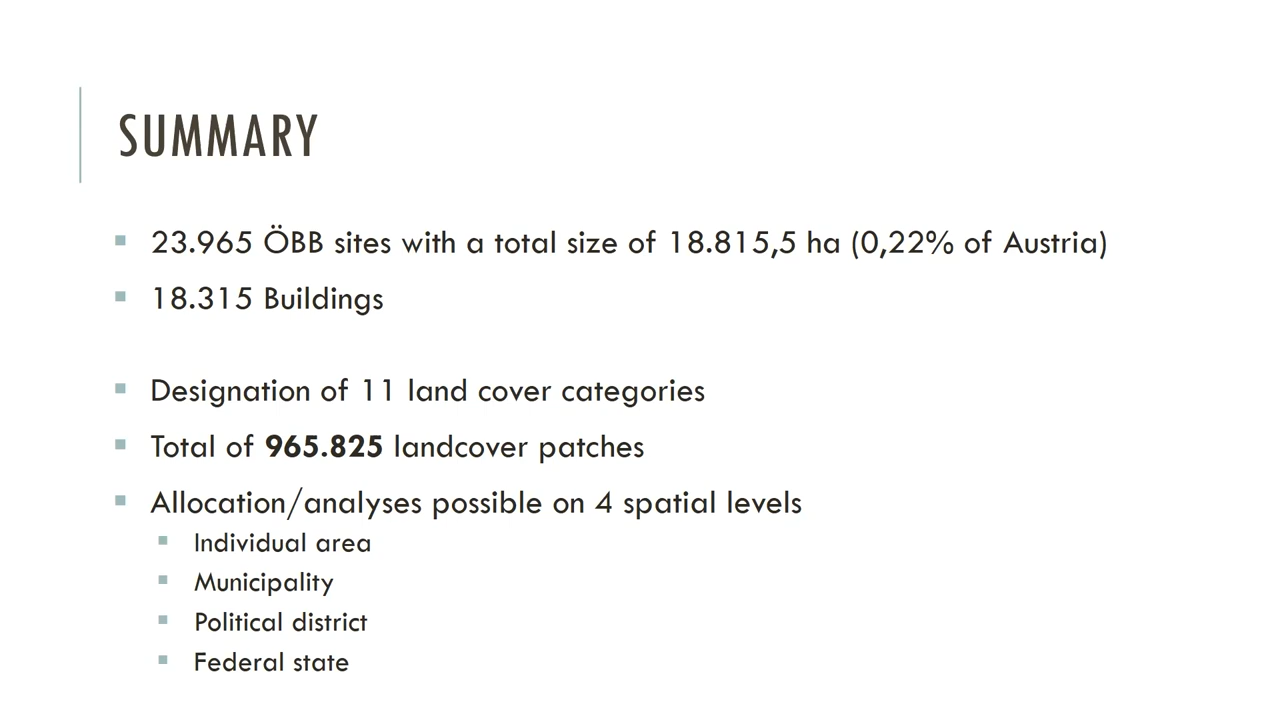 SUMMARY
23.965 ÖBB sites with a total size of 18.815,5 ha (0,22% of Austria)
18.315 Buildings
Designation of 11 land cover categories
Total of 965.825 landcover patches
Allocation/analyses possible on 4 spatial levels
Individual area
Municipality
Political district
Federal state